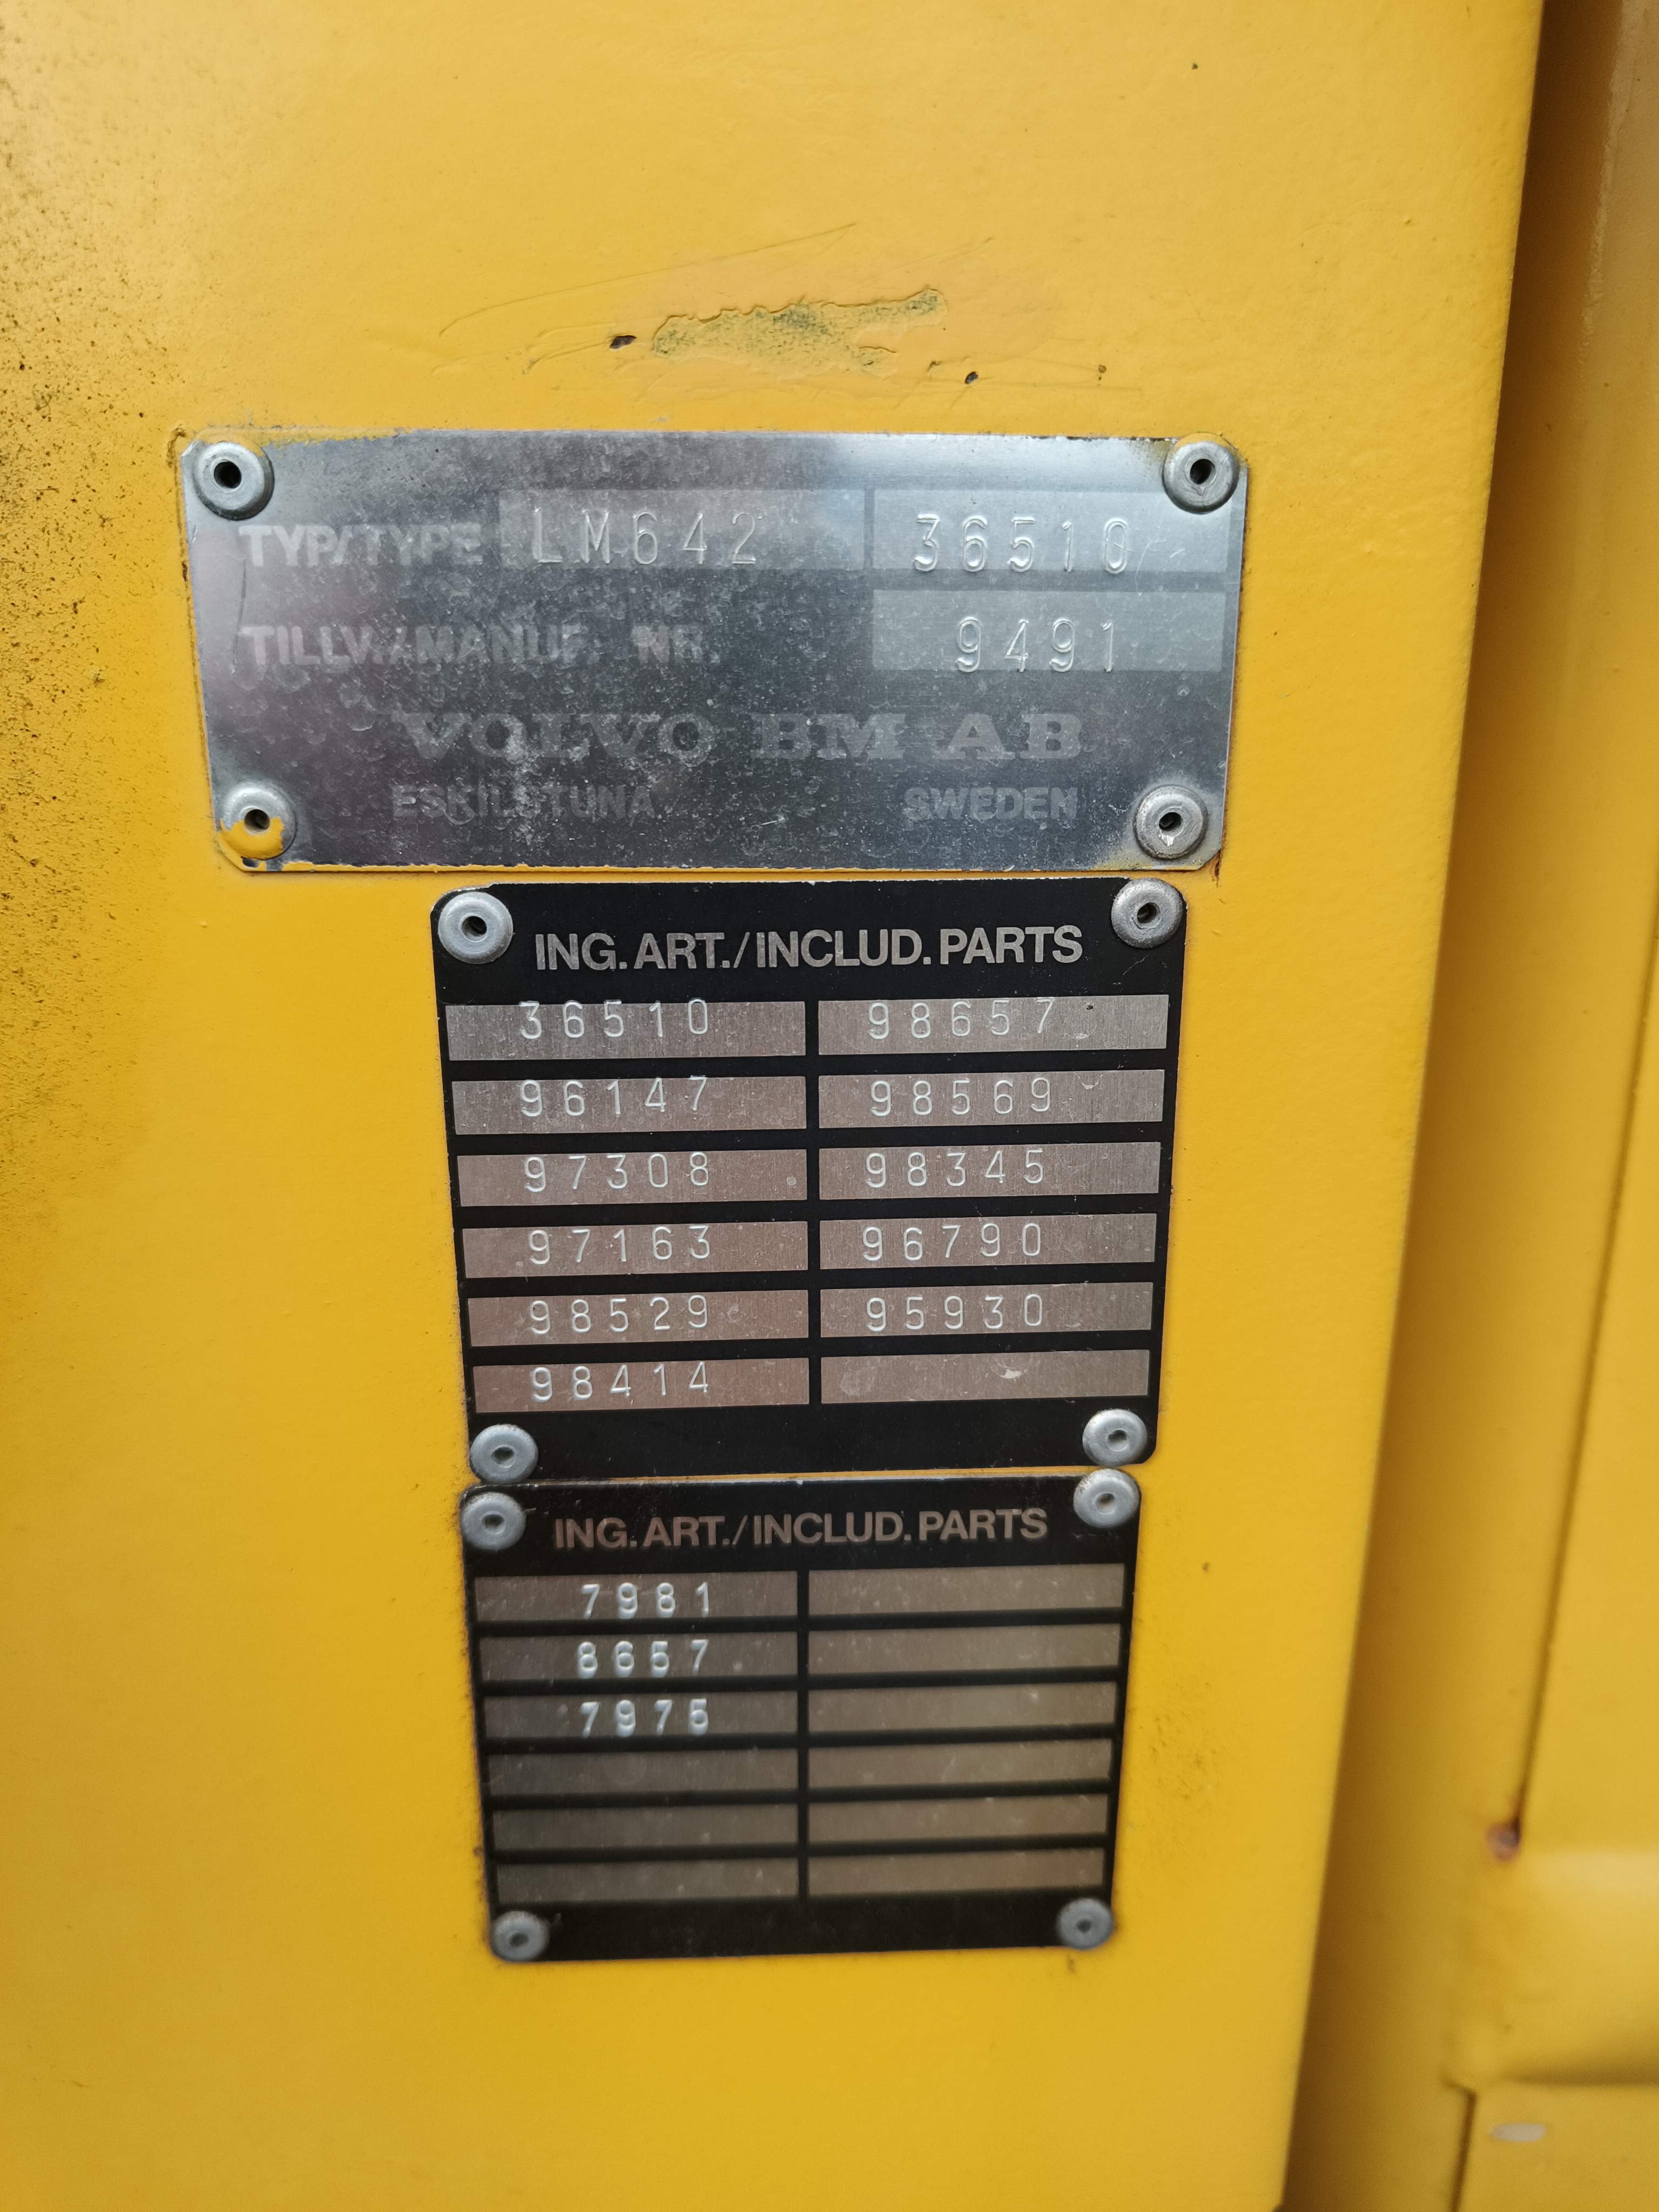 TYP/TYPE LM642 36510
TILLV./MANUF. NR. 9491
VOLVO BM AB
ESKILSTUNA SWEDEN
ING. ART./INCLUD. PARTS
36510 98657
96147 98569
97308 98345
97163 96790
98529 95930
98414
ING. ART./INCLUD. PARTS
7981
8657
7975